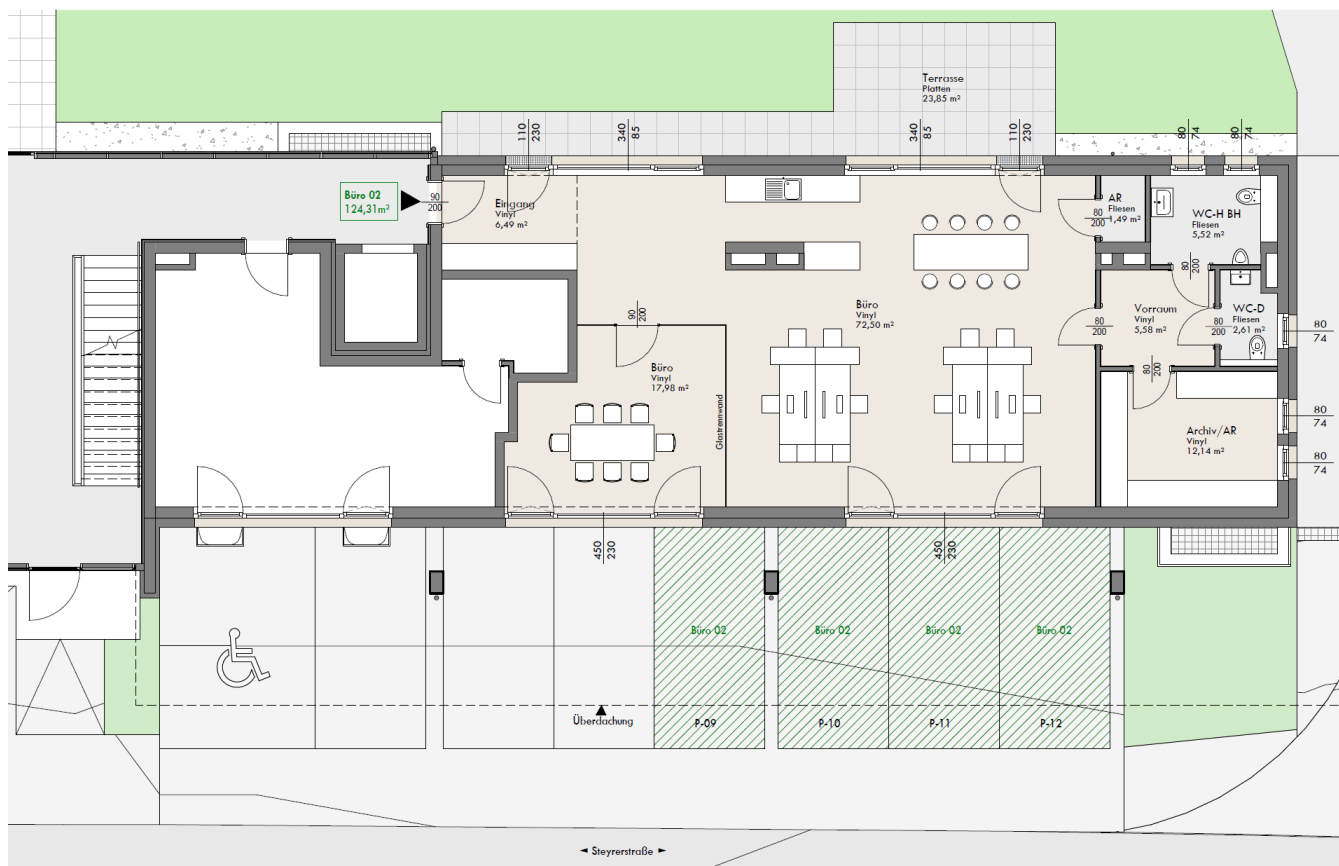 Terrasse
Platten
23,85 m²
110
230
340
85
340
85
110
230
80
74
80
74
Büro 02
124,31m²
90
200
Eingang
Vinyl
6,49 m²
AR
Fliesen
1,49 m²
80
200
WC-H BH
Fliesen
5,52 m²
80
200
Büro
Vinyl
72,50 m²
Vorraum
Vinyl
5,58 m²
WC-D
Fliesen
2,61 m²
80
200
80
200
80
74
90
200
Büro
Vinyl
17,98 m²
Glastrennwand
80
200
Archiv/AR
Vinyl
12,14 m²
80
74
80
74
450
230
450
230
Büro 02
Büro 02
Büro 02
Büro 02
Überdachung
P-09
P-10
P-11
P-12
◄ Steyrerstraße ►